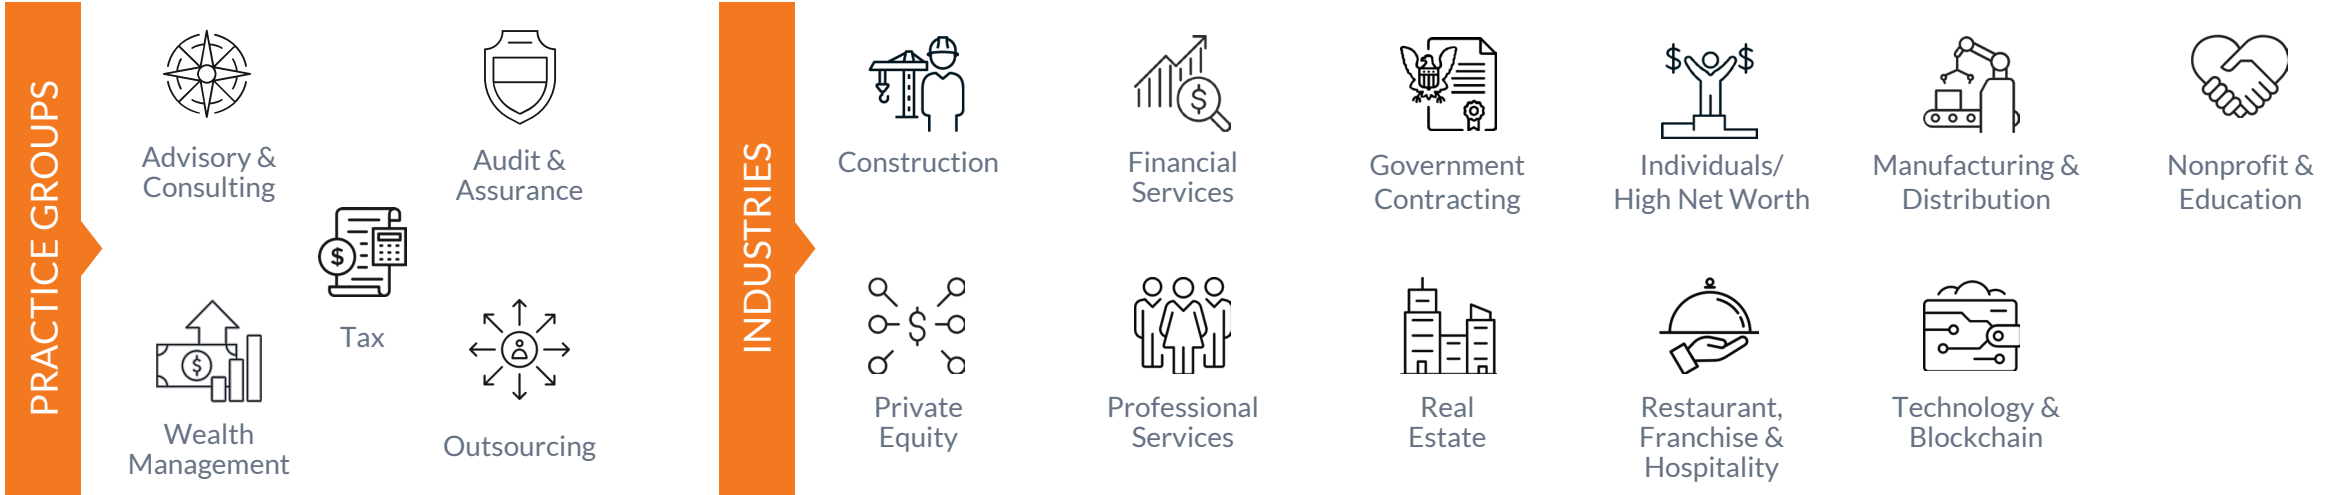 PRACTICE GROUPS
Advisory &
Consulting
Audit &
Assurance
Tax
Wealth
Management
Outsourcing
INDUSTRIES
Construction
Financial
Services
Government
Contracting
Individuals/
High Net Worth
Manufacturing &
Distribution
Nonprofit &
Education
Private
Equity
Professional
Services
Real
Estate
Restaurant,
Franchise &
Hospitality
Technology &
Blockchain